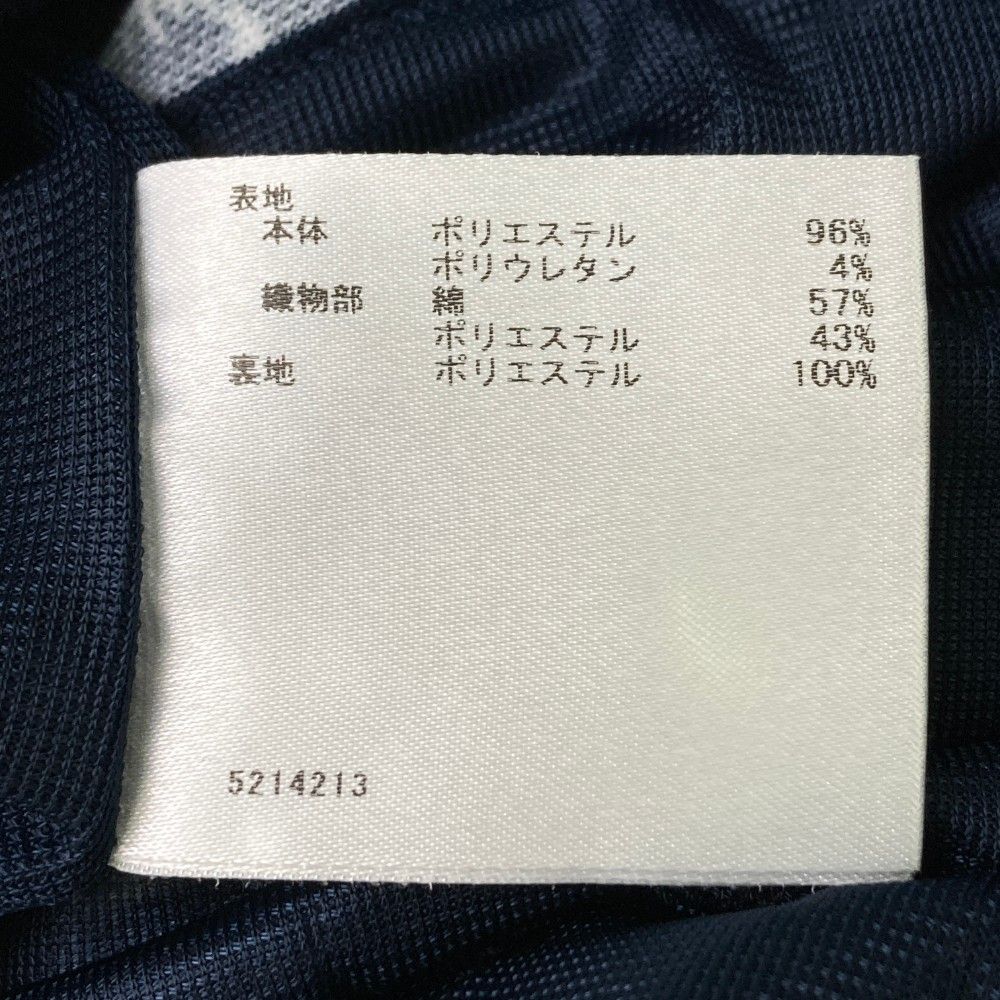 表地
本体 ポリエステル 96%
ポリウレタン 4%
織物部 綿 57%
ポリエステル 43%
裏地 ポリエステル 100%
5214213